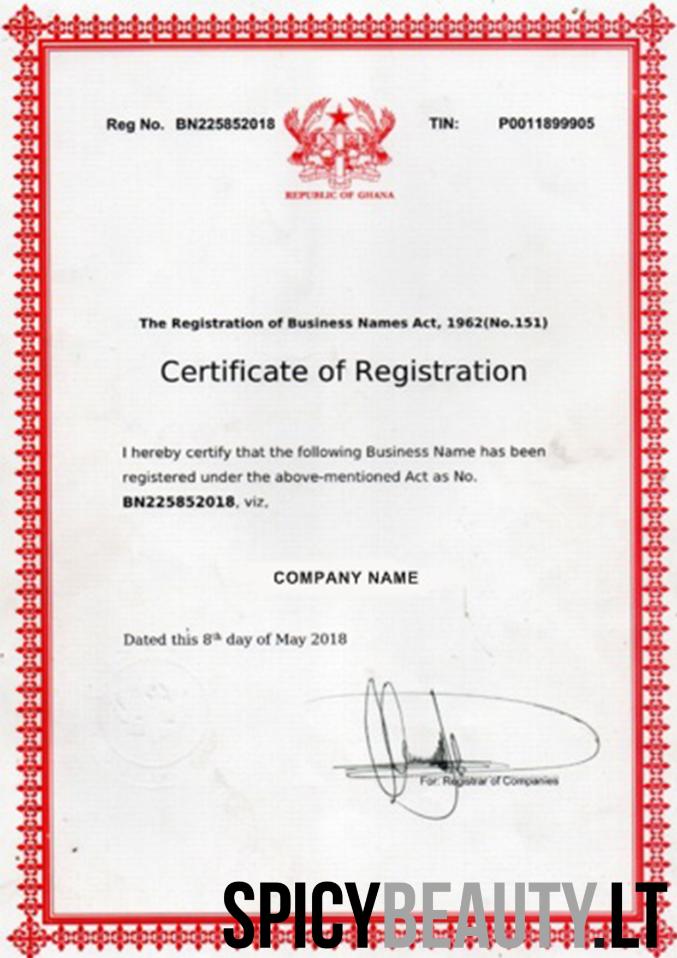 Reg No. BN225852018
TIN: P0011899905
REPUBLIC OF GHANA
The Registration of Business Names Act, 1962(No.151)
Certificate of Registration
I hereby certify that the following Business Name has been
registered under the above-mentioned Act as No.
BN225852018, viz,
COMPANY NAME
Dated this 8th day of May 2018
For: Registrar of Companies
SPICYBEAUTY.LT